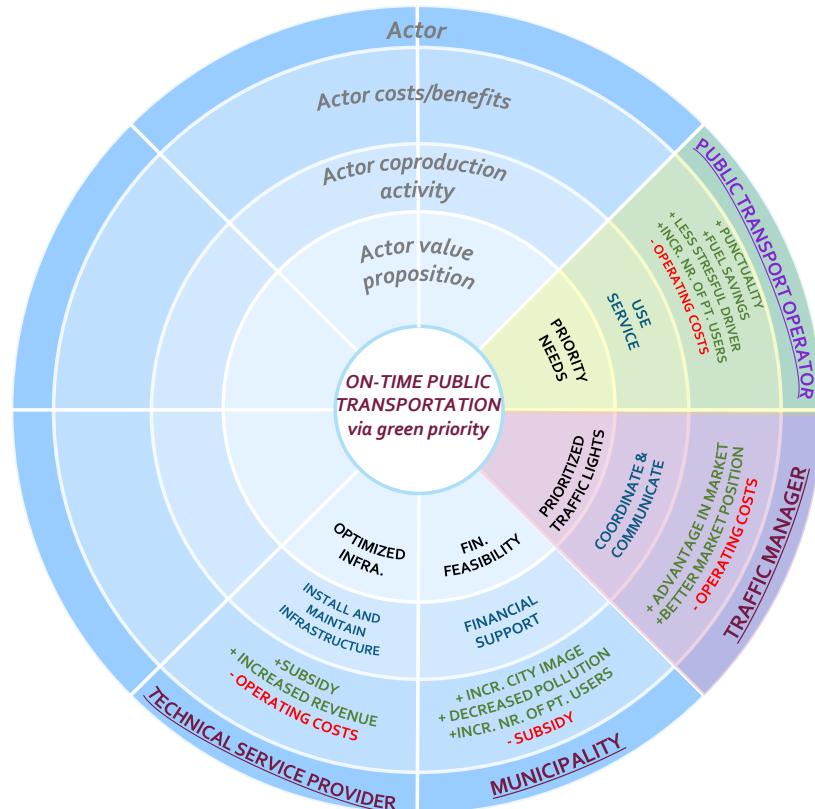 Actor
Actor costs/benefits
Actor coproduction
activity
Actor value
proposition
ON-TIME PUBLIC
TRANSPORTATION
via green priority
PUBLIC TRANSPORT OPERATOR
+ PUNCTUALITY
+FUEL SAVINGS
+ LESS STRESFUL DRIVER
+INCR. NR. OF PT. USERS
- OPERATING COSTS
USE
SERVICE
PRIORITY
NEEDS
TRAFFIC MANAGER
+ ADVANTAGE IN MARKET
+BETTER MARKET POSITION
- OPERATING COSTS
COORDINATE &
COMMUNICATE
PRIORITIZED
TRAFFIC LIGHTS
FIN.
FEASIBILITY
FINANCIAL
SUPPORT
+ INCR. CITY IMAGE
+ DECREASED POLLUTION
+INCR. NR. OF PT. USERS
- SUBSIDY
MUNICIPALITY
OPTIMIZED
INFRA.
INSTALL AND
MAINTAIN
INFRASTRUCTURE
+SUBSIDY
+ INCREASED REVENUE
- OPERATING COSTS
TECHNICAL SERVICE PROVIDER